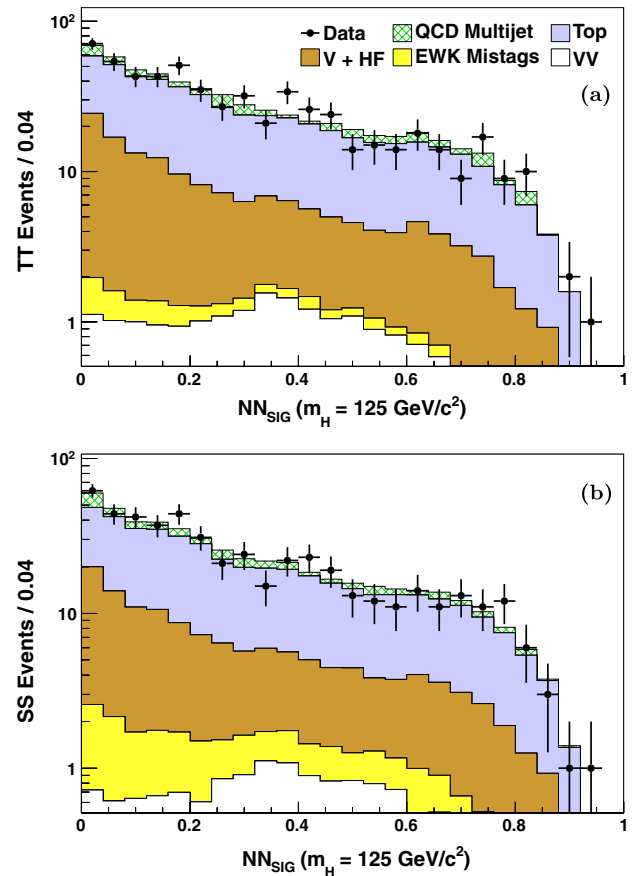 10²
10
1
TT Events / 0.04
Data
QCD Multijet
Top
V + HF
EWK Mistags
VV
(a)
0 0.2 0.4 0.6 0.8 1
NN_SIG (m_H = 125 GeV/c²)
10²
10
1
SS Events / 0.04
(b)
0 0.2 0.4 0.6 0.8 1
NN_SIG (m_H = 125 GeV/c²)